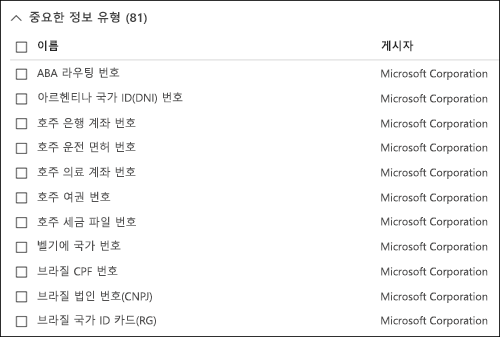 중요한 정보 유형 (81)
이름 게시자
ABA 라우팅 번호 Microsoft Corporation
아르헨티나 국가 ID(DNI) 번호 Microsoft Corporation
호주 은행 계좌 번호 Microsoft Corporation
호주 운전 면허 번호 Microsoft Corporation
호주 의료 계좌 번호 Microsoft Corporation
호주 여권 번호 Microsoft Corporation
호주 세금 파일 번호 Microsoft Corporation
벨기에 국가 번호 Microsoft Corporation
브라질 CPF 번호 Microsoft Corporation
브라질 법인 번호(CNPJ) Microsoft Corporation
브라질 국가 ID 카드(RG) Microsoft Corporation